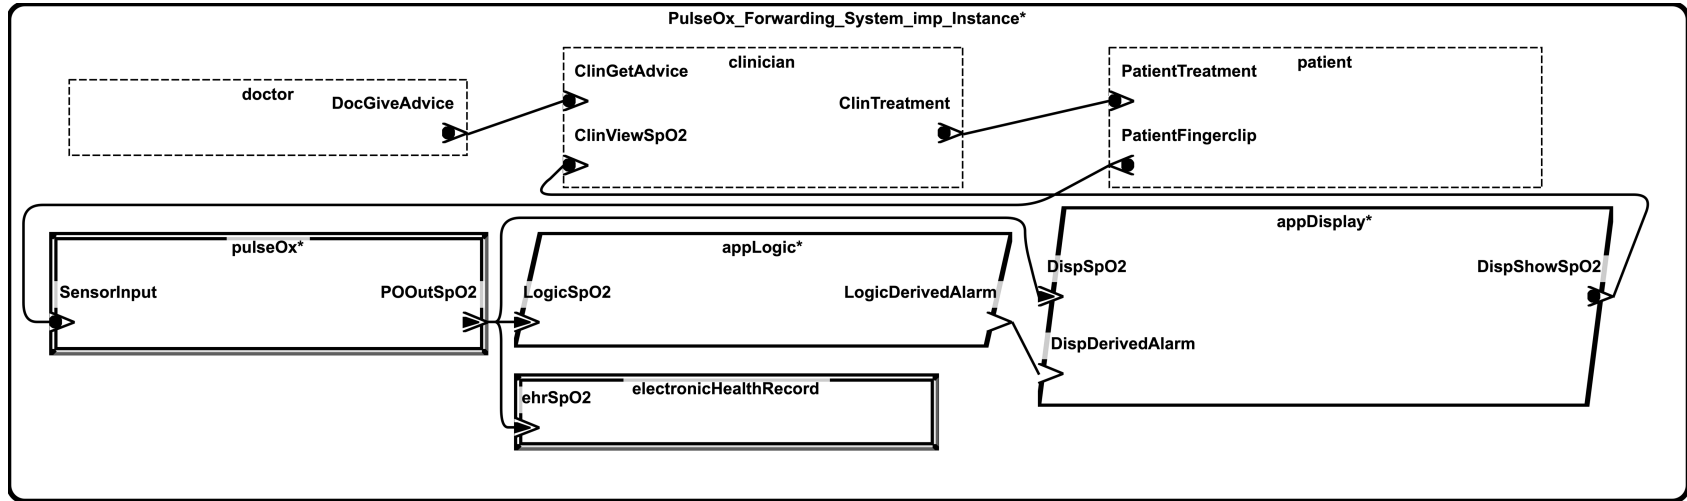 PulseOx_Forwarding_System_imp_Instance*
doctor
DocGiveAdvice
clinician
ClinGetAdvice
ClinTreatment
ClinViewSpO2
patient
PatientTreatment
PatientFingerclip
pulseOx*
SensorInput
POOutSpO2
appLogic*
LogicSpO2
LogicDerivedAlarm
appDisplay*
DispSpO2
DispShowSpO2
DispDerivedAlarm
electronicHealthRecord
ehrSpO2